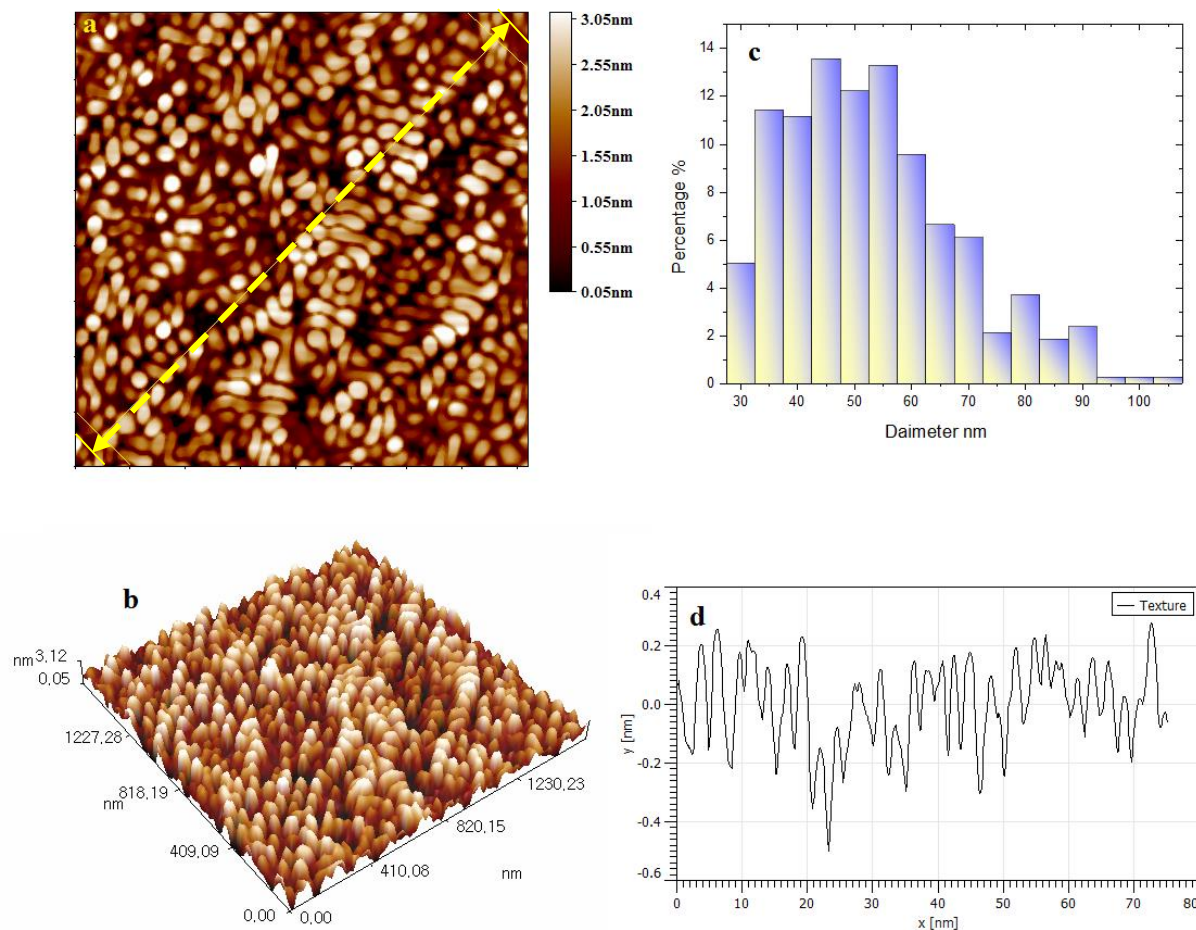 a
3.05nm
2.55nm
2.05nm
1.55nm
1.05nm
0.55nm
0.05nm
c
14
12
10
8
6
4
2
0
Percentage %
30 40 50 60 70 80 90 100
Daimeter nm
b
nm 3,12
0,05
1227,28
818,19
nm
409,09
0,00
0,00
410,08
820,15
1230,23
nm
d
Texture
0.4
0.2
0.0
-0.2
-0.4
-0.6
y [nm]
0 10 20 30 40 50 60 70 80
x [nm]